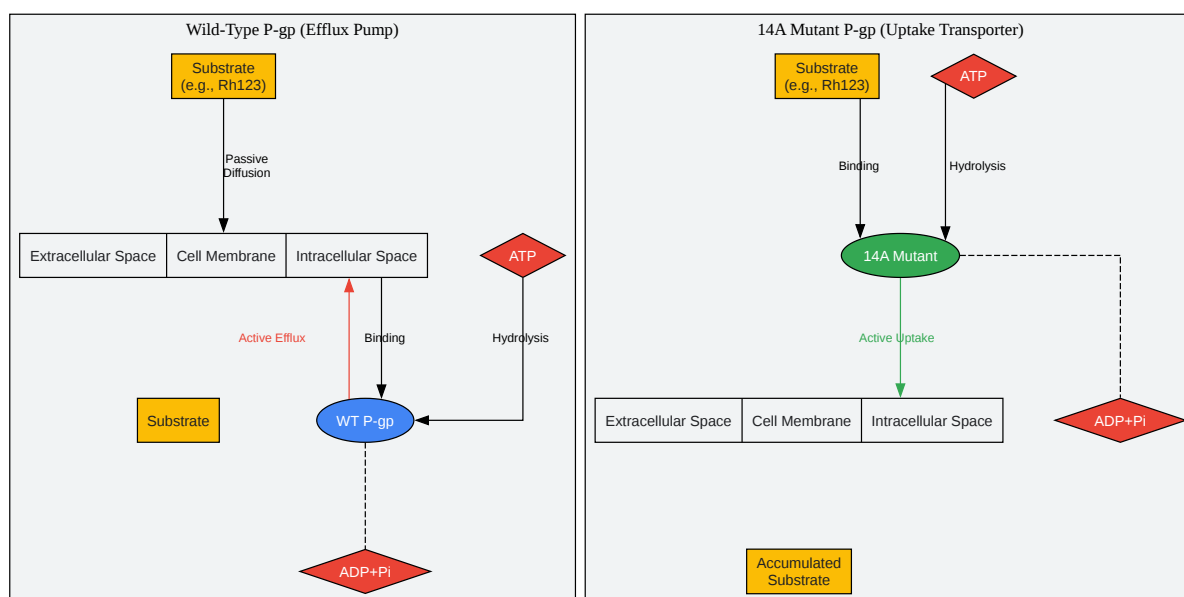 Wild-Type P-gp (Efflux Pump)
Substrate
(e.g., Rh123)
Passive
Diffusion
Extracellular Space
Cell Membrane
Intracellular Space
ATP
Active Efflux
Binding
Hydrolysis
Substrate
WT P-gp
ADP+Pi
14A Mutant P-gp (Uptake Transporter)
Substrate
(e.g., Rh123)
ATP
Binding
Hydrolysis
14A Mutant
Active Uptake
Extracellular Space
Cell Membrane
Intracellular Space
ADP+Pi
Accumulated
Substrate